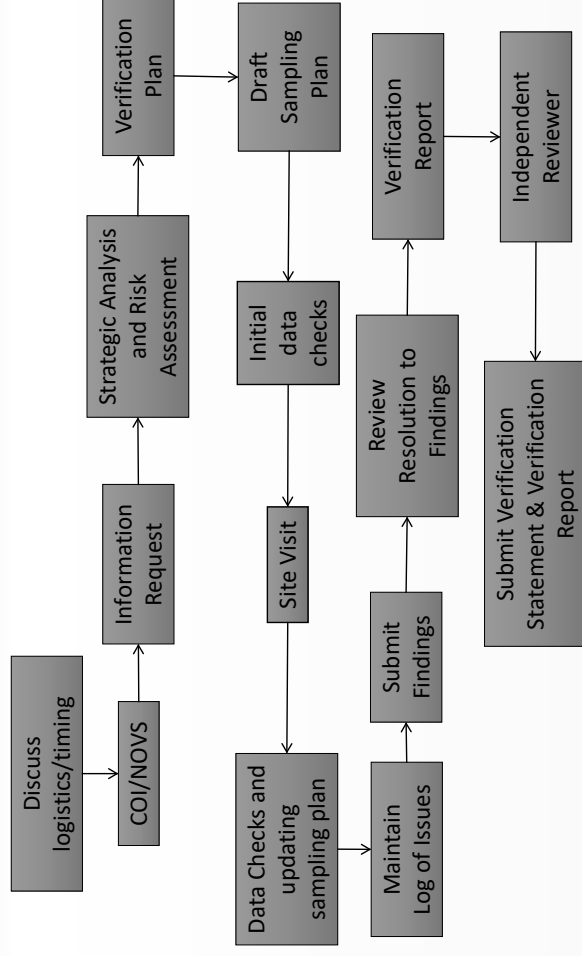 Discuss
logistics/timing
COI/NOVS
Information
Request
Strategic Analysis
and Risk
Assessment
Verification
Plan
Draft
Sampling
Plan
Initial
data
checks
Site Visit
Data Checks and
updating
sampling plan
Maintain
Log of Issues
Submit
Findings
Review
Resolution to
Findings
Verification
Report
Independent
Reviewer
Submit Verification
Statement & Verification
Report